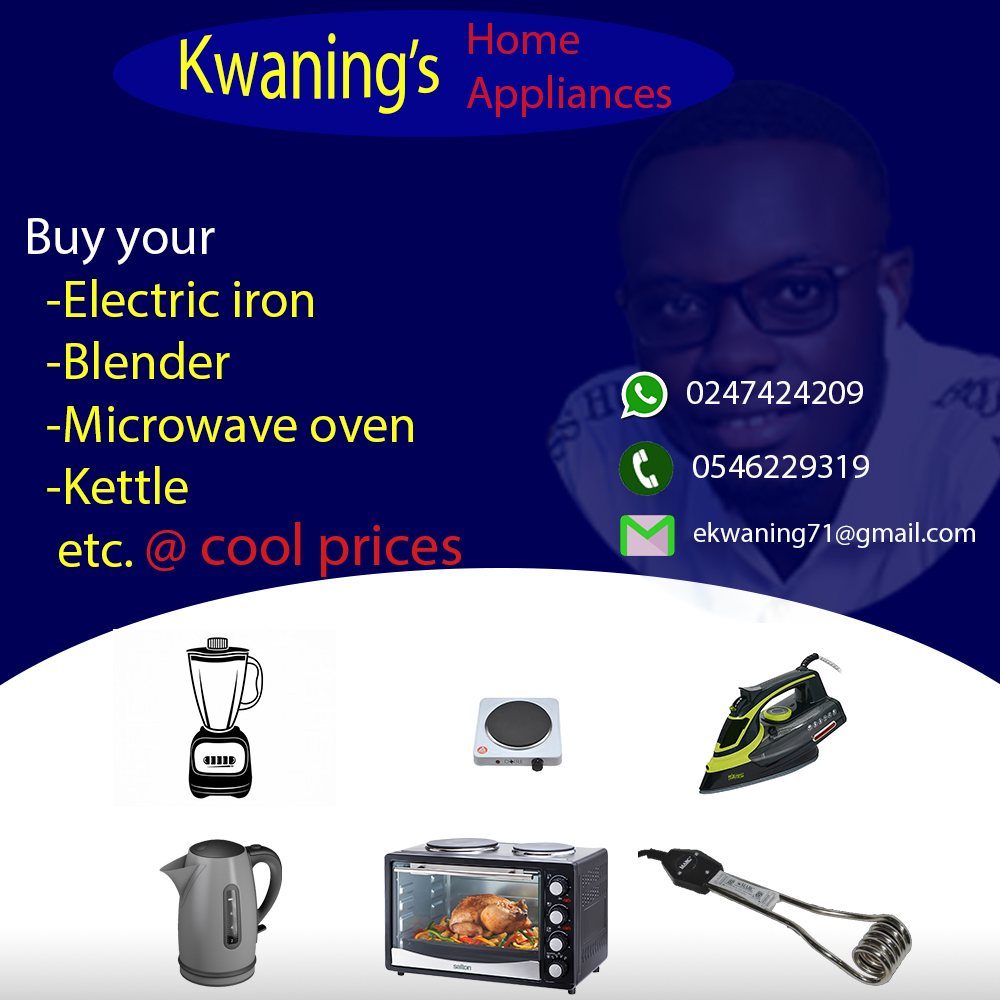 Kwaning's
Home
Appliances
Buy your
-Electric iron
-Blender
-Microwave oven
-Kettle
etc. @ cool prices
0247424209
0546229319
ekwaning71@gmail.com